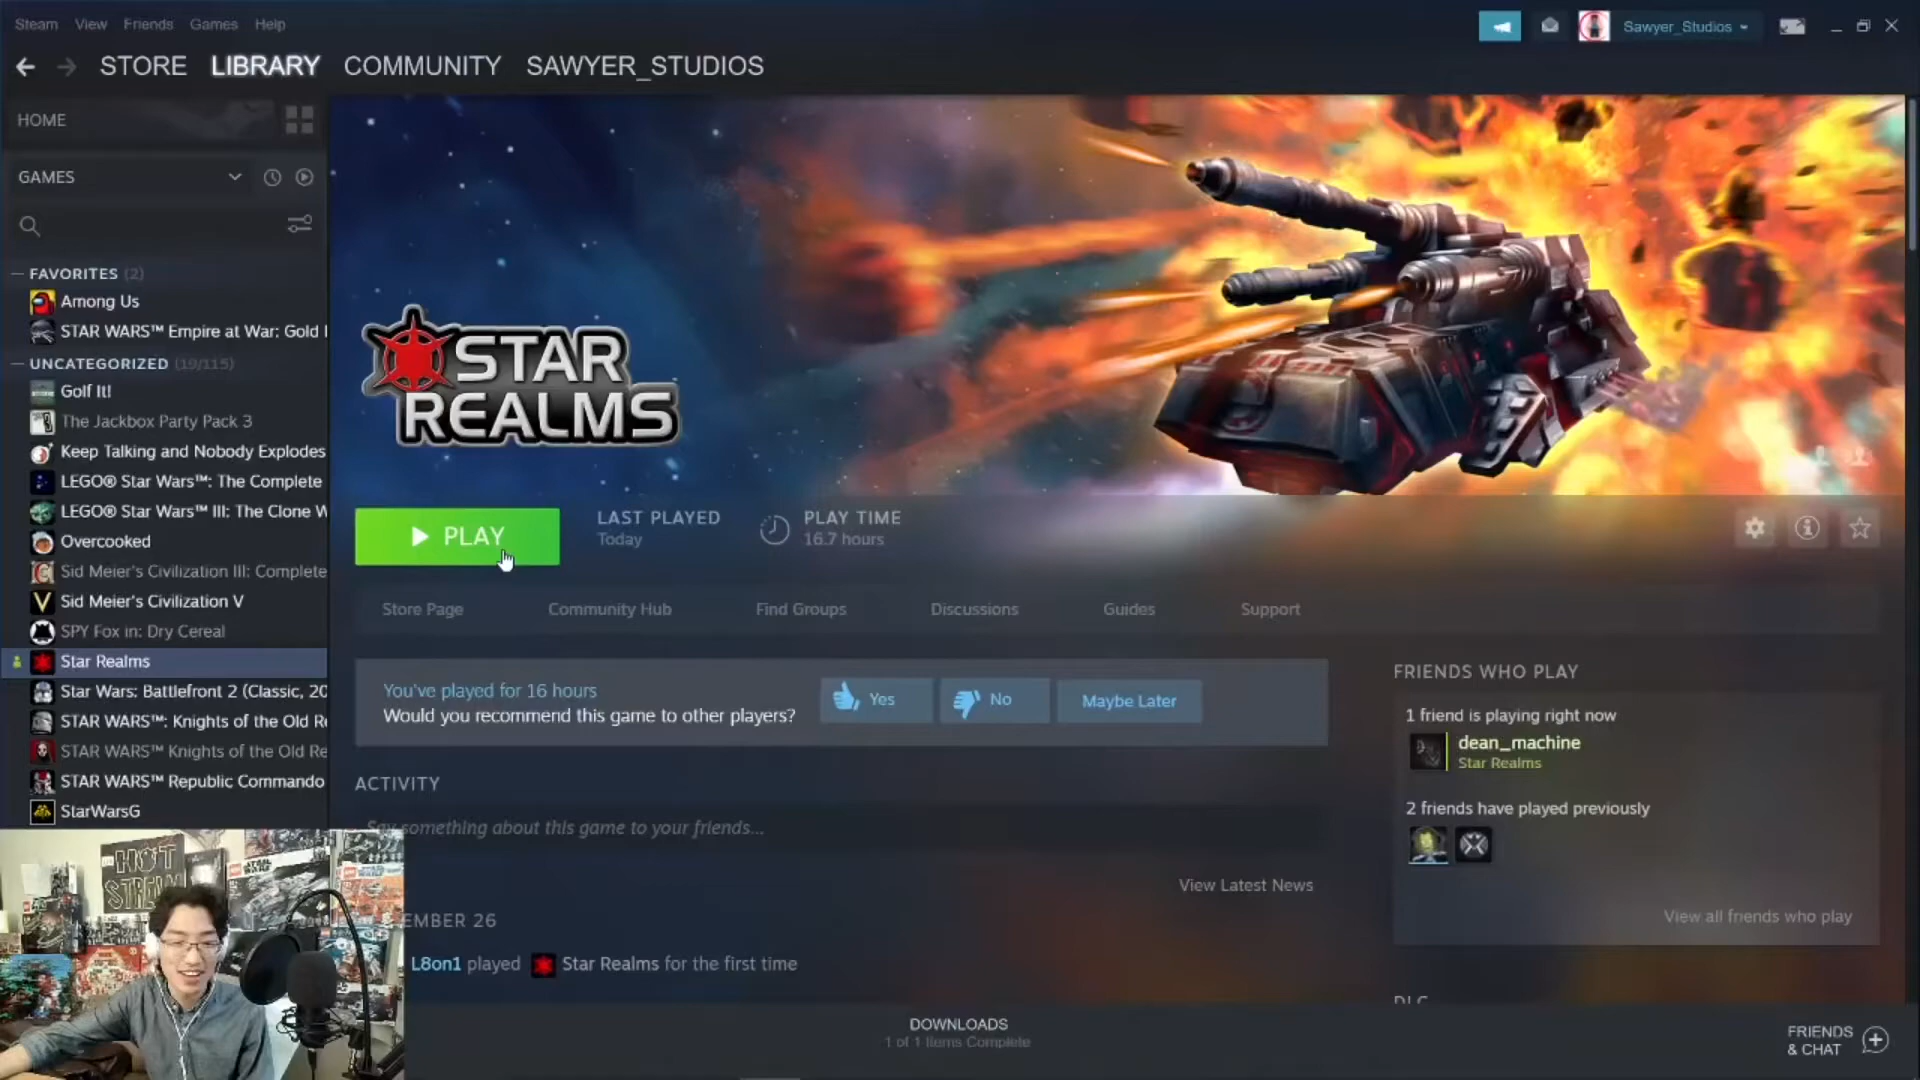 Steam View Friends Games Help
Sawyer_Studios
STORE LIBRARY COMMUNITY SAWYER_STUDIOS
HOME
GAMES
FAVORITES (2)
Among Us
STAR WARS™ Empire at War: Gold
UNCATEGORIZED (19/115)
Golf It!
The Jackbox Party Pack 3
Keep Talking and Nobody Explodes
LEGO® Star Wars™: The Complete
LEGO® Star Wars™ III: The Clone W
Overcooked
Sid Meier's Civilization III: Complete
Sid Meier's Civilization V
SPY Fox in: Dry Cereal
Star Realms
Star Wars: Battlefront 2 (Classic, 20
STAR WARS™: Knights of the Old Re
STAR WARS™ Knights of the Old Re
STAR WARS™ Republic Commando
StarWarsG
STAR
REALMS
PLAY
LAST PLAYED
Today
PLAY TIME
16.7 hours
Store Page Community Hub Find Groups Discussions Guides Support
You've played for 16 hours
Would you recommend this game to other players?
Yes No Maybe Later
ACTIVITY
Say something about this game to your friends...
View Latest News
EMBER 26
L8on1 played Star Realms for the first time
FRIENDS WHO PLAY
1 friend is playing right now
dean_machine
Star Realms
2 friends have played previously
View all friends who play
DLC
DOWNLOADS
1 of 1 Items Complete
FRIENDS
& CHAT
HOT
STREAM